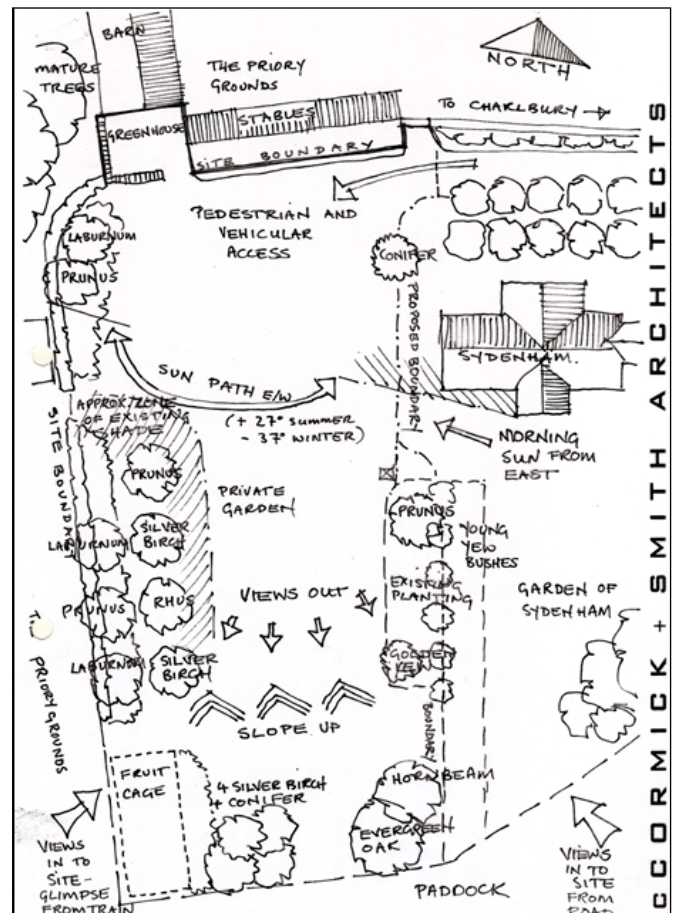 BARN
MATURE
TREES
THE PRIORY
GROUNDS
NORTH
TO CHARLBURY
GREENHOUSE
STABLES
SITE BOUNDARY
PEDESTRIAN AND
VEHICULAR
ACCESS
LABURNUM
PRUNUS
CONIFER
PROPOSED BOUNDARY
SYDENHAM.
SUN PATH E/W
(+ 27° SUMMER
- 37° WINTER)
APPROX. ZONE
OF EXISTING
SHADE
SITE BOUNDARY
MORNING
SUN FROM
EAST
PRUNUS
PRIVATE
GARDEN
PRUNUS
YOUNG
YEW
BUSHES
LABURNUM
SILVER
BIRCH
EXISTING
PLANTING
GARDEN OF
SYDENHAM
PRUNUS
RHUS
VIEWS OUT
LABURNUM
SILVER
BIRCH
GOLDEN
YEW
PRIORY GROUNDS
SLOPE UP
BOUNDARY
FRUIT
CAGE
4 SILVER BIRCH
+ CONIFER
HORNBEAM
EVERGREEN
OAK
VIEWS
IN TO
SITE-
GLIMPSE
FROM TRAIN
PADDOCK
VIEWS
IN TO
SITE
FROM
ROAD
CCORMICK + SMITH ARCHITECTS